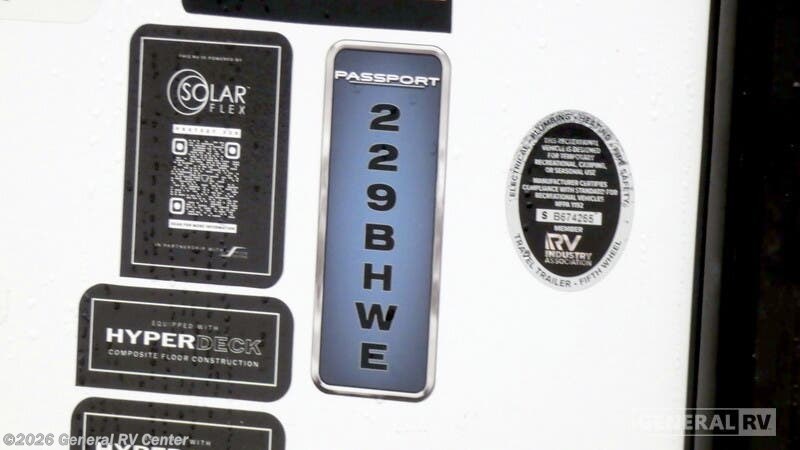 THIS RV IS POWERED BY
SOLAR
FLEX
IN PARTNERSHIP WITH
EQUIPPED WITH
HYPERDECK
COMPOSITE FLOOR CONSTRUCTION
WITH
PASSPORT
229BHWE
ELECTRICAL • PLUMBING • HEATING • FIRE SAFETY
THIS RECREATIONAL
VEHICLE IS DESIGNED
FOR TEMPORARY
RECREATIONAL, CAMPING,
OR SEASONAL USE
MANUFACTURER CERTIFIES
COMPLIANCE WITH STANDARD FOR
RECREATIONAL VEHICLES
NFPA 1192
S B674265
MEMBER
RV
INDUSTRY
ASSOCIATION
TRAVEL TRAILER - FIFTH WHEEL
GENERAL RV
©2026 General RV Center